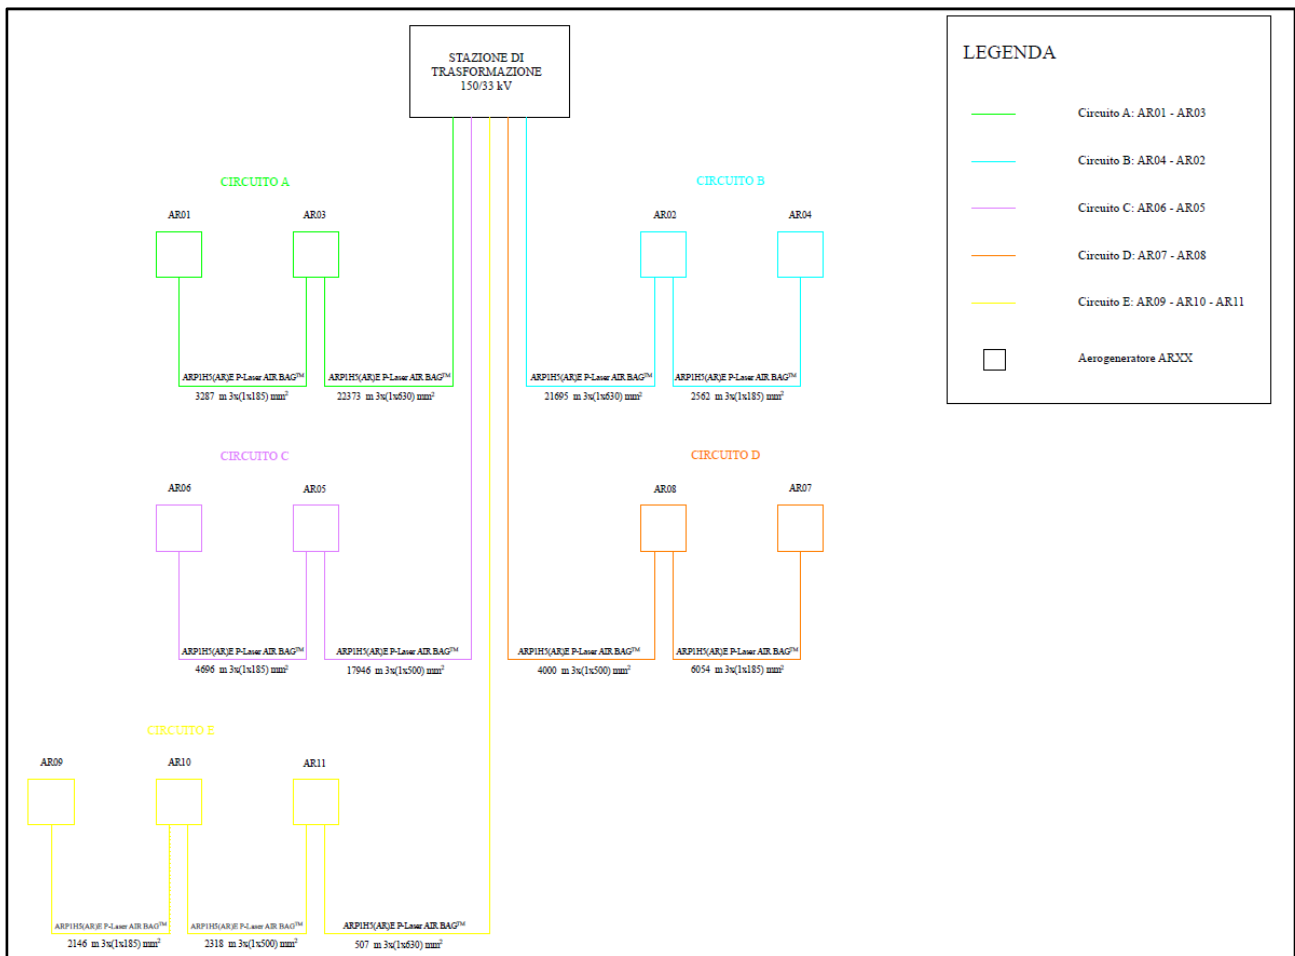 STAZIONE DI
TRASFORMAZIONE
150/33 kV
LEGENDA
Circuito A: AR01 - AR03
Circuito B: AR04 - AR02
Circuito C: AR06 - AR05
Circuito D: AR07 - AR08
Circuito E: AR09 - AR10 - AR11
Aerogeneratore ARXX
CIRCUITO A
AR01 AR03
ARP1H5(AR)E P-Laser AIR BAG™ ARP1H5(AR)E P-Laser AIR BAG™
3287 m 3x(1x185) mm² 22373 m 3x(1x630) mm²
CIRCUITO B
AR02 AR04
ARP1H5(AR)E P-Laser AIR BAG™ ARP1H5(AR)E P-Laser AIR BAG™
21695 m 3x(1x630) mm² 2562 m 3x(1x185) mm²
CIRCUITO C
AR06 AR05
ARP1H5(AR)E P-Laser AIR BAG™ ARP1H5(AR)E P-Laser AIR BAG™
4696 m 3x(1x185) mm² 17946 m 3x(1x500) mm²
CIRCUITO D
AR08 AR07
ARP1H5(AR)E P-Laser AIR BAG™ ARP1H5(AR)E P-Laser AIR BAG™
4000 m 3x(1x500) mm² 6054 m 3x(1x185) mm²
CIRCUITO E
AR09 AR10 AR11
ARP1H5(AR)E P-Laser AIR BAG™ ARP1H5(AR)E P-Laser AIR BAG™ ARP1H5(AR)E P-Laser AIR BAG™
2146 m 3x(1x185) mm² 2318 m 3x(1x500) mm² 507 m 3x(1x630) mm²